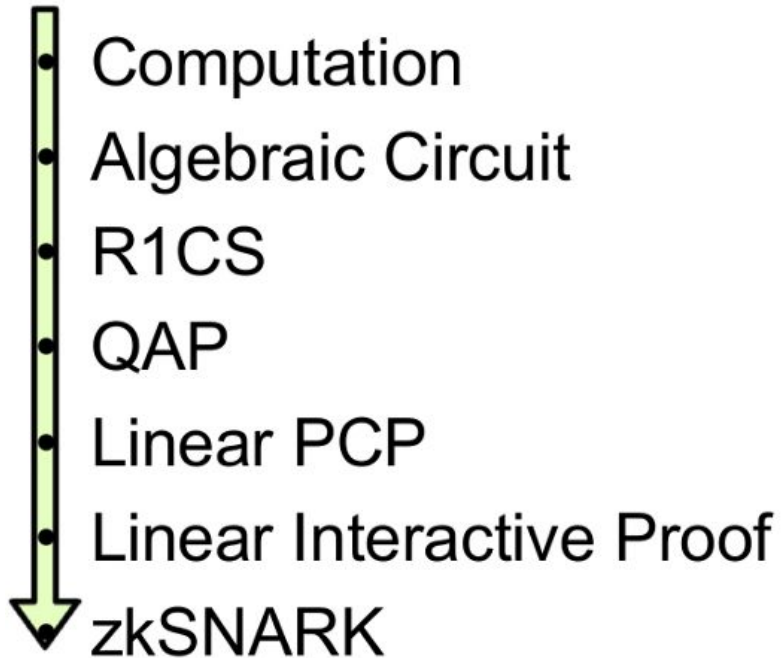 Computation
Algebraic Circuit
R1CS
QAP
Linear PCP
Linear Interactive Proof
zkSNARK